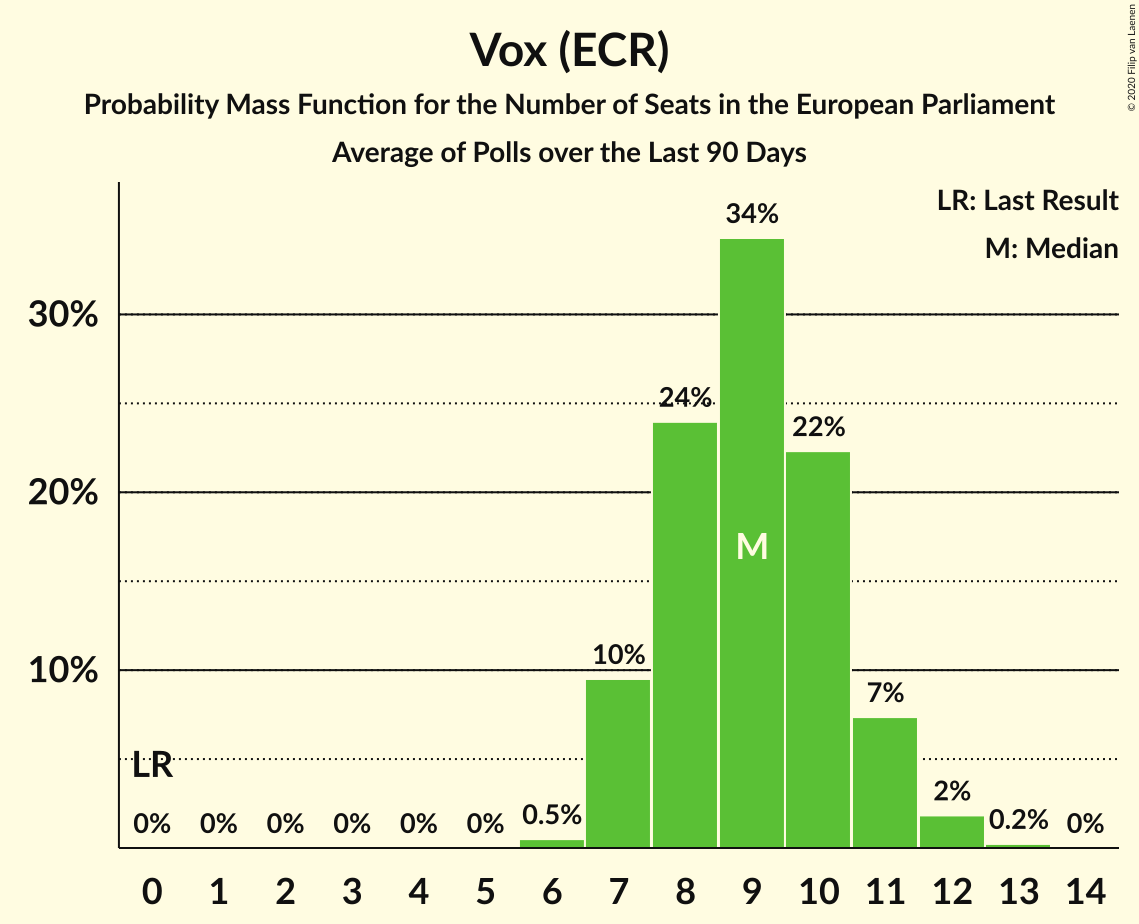 Vox (ECR)
Probability Mass Function for the Number of Seats in the European Parliament
Average of Polls over the Last 90 Days
© 2020 Filip van Laenen
LR: Last Result
M: Median
34%
30%
24%
22%
20%
M
10%
10%
7%
LR
2%
0% 0% 0% 0% 0% 0% 0.5% 0.2% 0%
0 1 2 3 4 5 6 7 8 9 10 11 12 13 14